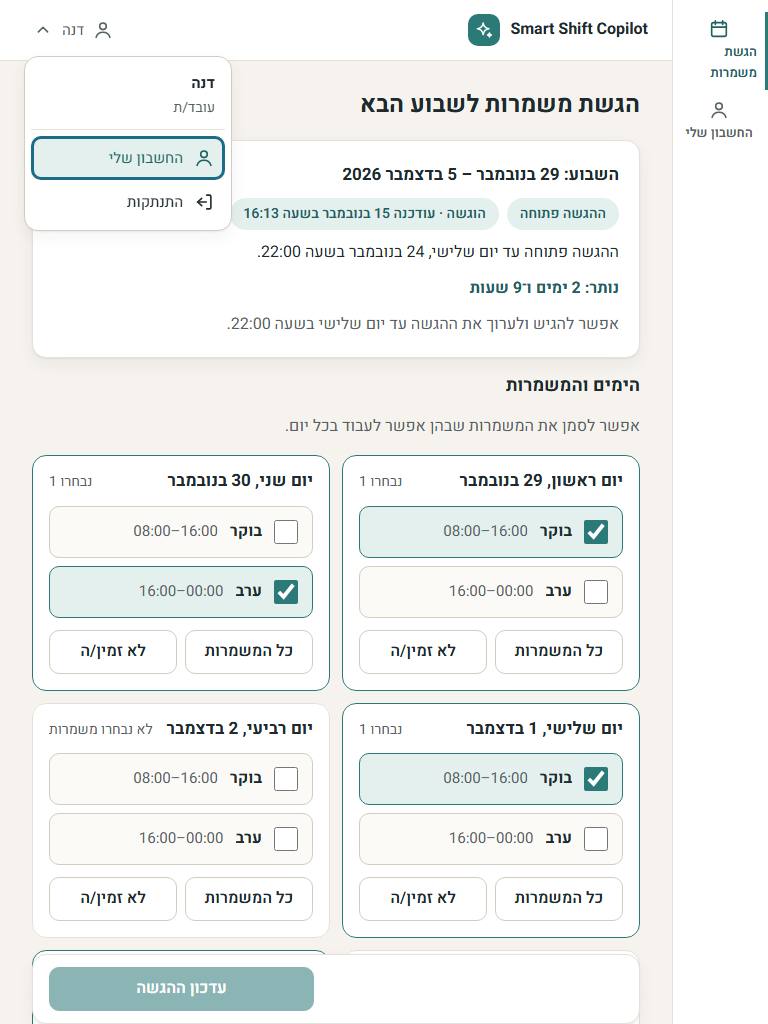 Smart Shift Copilot
דנה
הגשת
משמרות
החשבון שלי
דנה
עובד/ת
החשבון שלי
התנתקות
הגשת משמרות לשבוע הבא
השבוע: 29 בנובמבר – 5 בדצמבר 2026
ההגשה פתוחה
הוגשה · עודכנה 15 בנובמבר בשעה 16:13
ההגשה פתוחה עד יום שלישי, 24 בנובמבר בשעה 22:00.
נותר: 2 ימים ו־9 שעות
אפשר להגיש ולערוך את ההגשה עד יום שלישי בשעה 22:00.
הימים והמשמרות
אפשר לסמן את המשמרות שבהן אפשר לעבוד בכל יום.
יום ראשון, 29 בנובמבר
נבחרו 1
בוקר 08:00–16:00
ערב 16:00–00:00
כל המשמרות
לא זמין/ה
יום שני, 30 בנובמבר
נבחרו 1
בוקר 08:00–16:00
ערב 16:00–00:00
כל המשמרות
לא זמין/ה
יום שלישי, 1 בדצמבר
נבחרו 1
בוקר 08:00–16:00
ערב 16:00–00:00
כל המשמרות
לא זמין/ה
יום רביעי, 2 בדצמבר
לא נבחרו משמרות
בוקר 08:00–16:00
ערב 16:00–00:00
כל המשמרות
לא זמין/ה
עדכון ההגשה